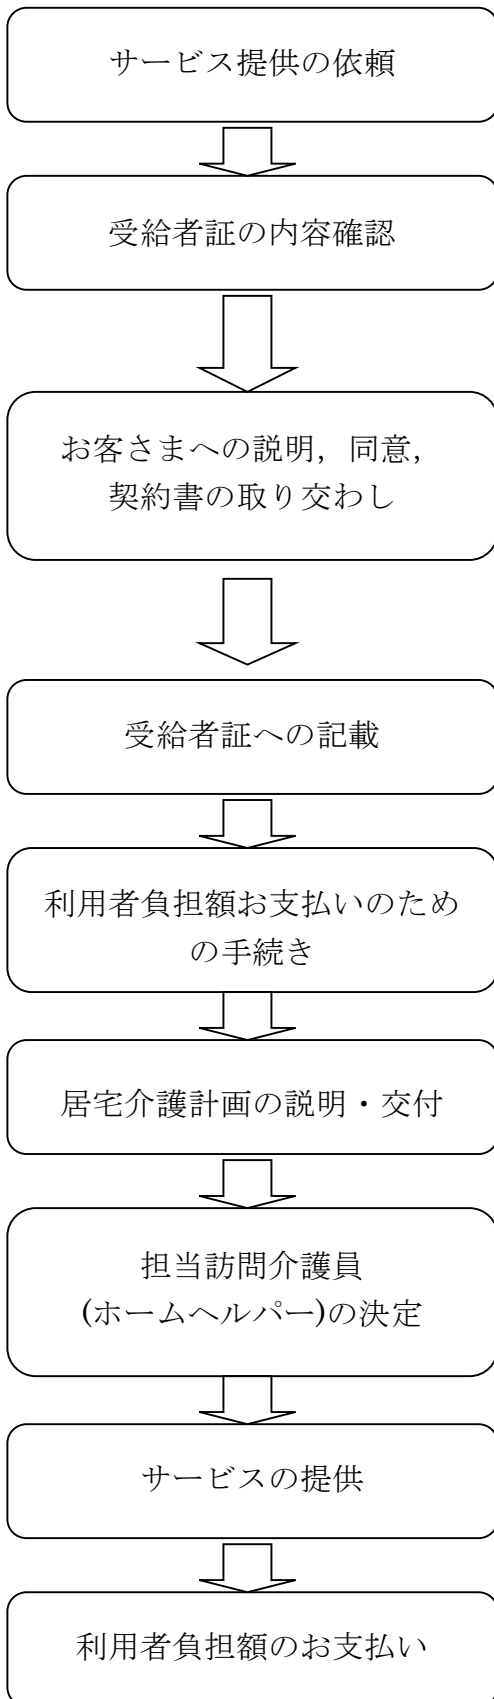 サービス提供の依頼
受給者証の内容確認
お客さまへの説明，同意，
契約書の取り交わし
受給者証への記載
利用者負担額お支払いのため
の手続き
居宅介護計画の説明・交付
担当訪問介護員
(ホームヘルパー)の決定
サービスの提供
利用者負担額のお支払い